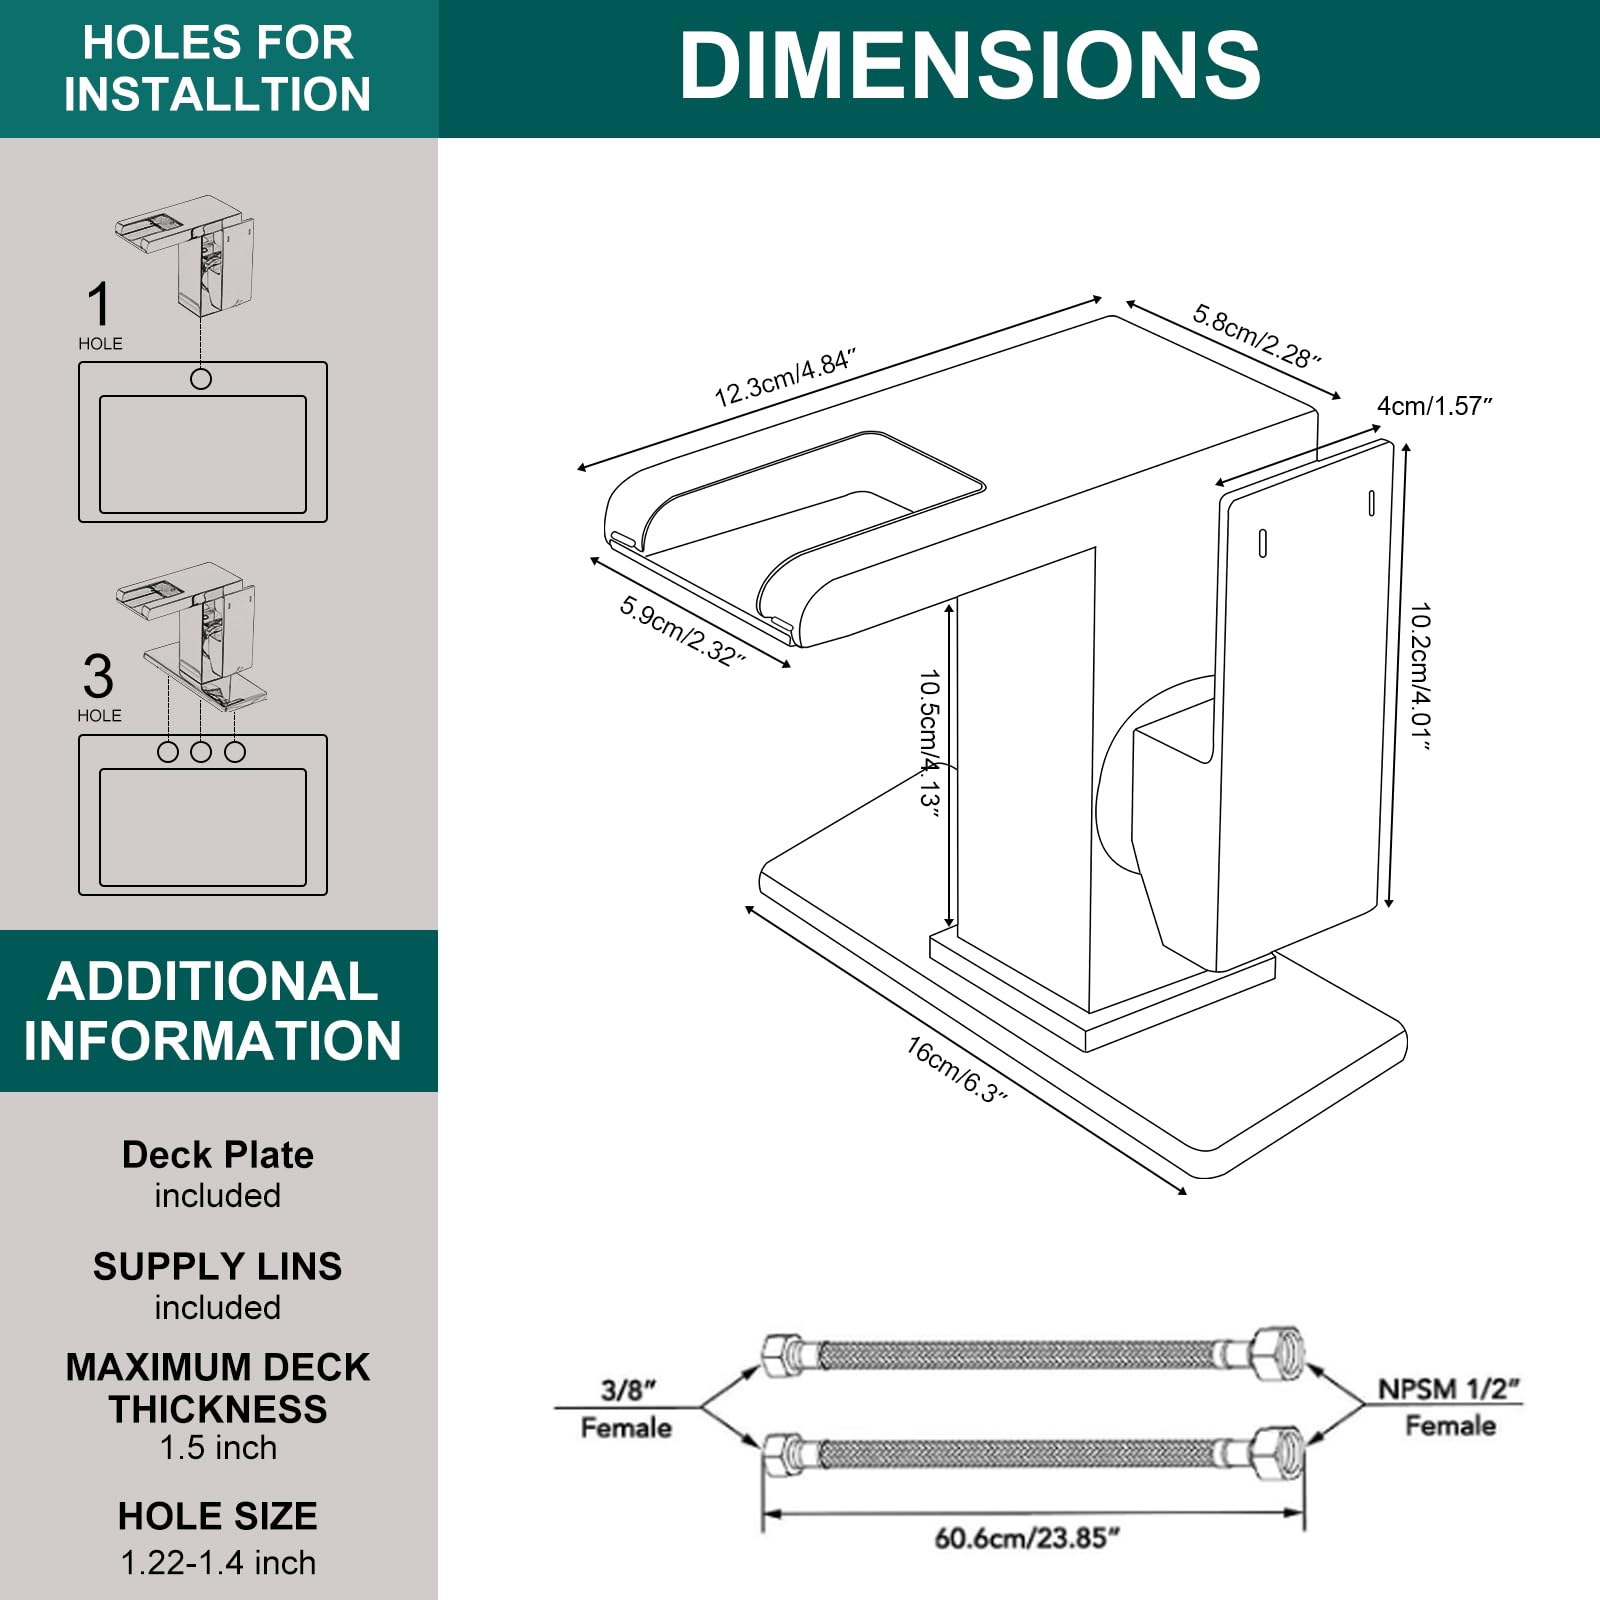 HOLES FOR
INSTALLTION
DIMENSIONS
1
HOLE
3
HOLE
12.3cm/4.84″
5.8cm/2.28″
4cm/1.57″
5.9cm/2.32″
10.5cm/4.13″
10.2cm/4.01″
16cm/6.3″
ADDITIONAL
INFORMATION
Deck Plate
included
SUPPLY LINS
included
MAXIMUM DECK
THICKNESS
1.5 inch
HOLE SIZE
1.22-1.4 inch
3/8″
Female
NPSM 1/2″
Female
60.6cm/23.85″